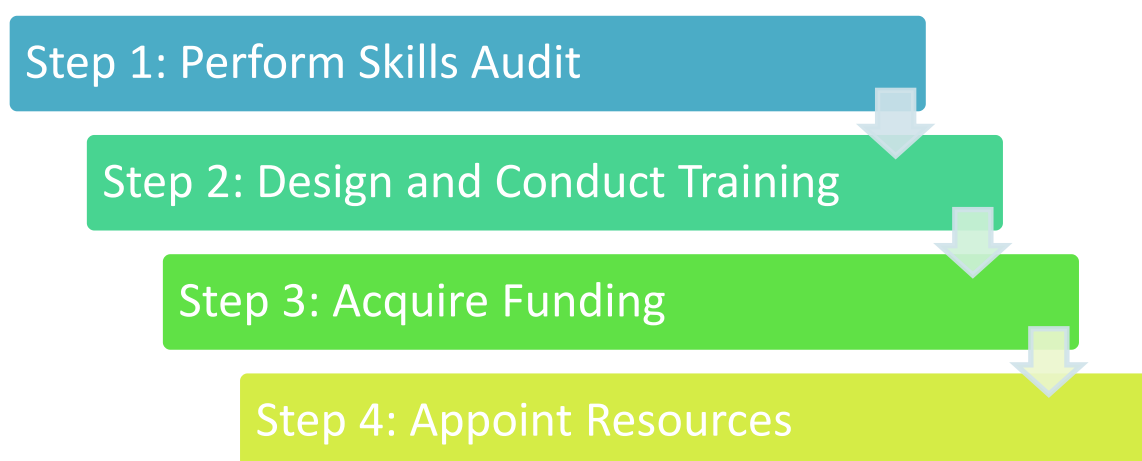 Step 1: Perform Skills Audit
Step 2: Design and Conduct Training
Step 3: Acquire Funding
Step 4: Appoint Resources